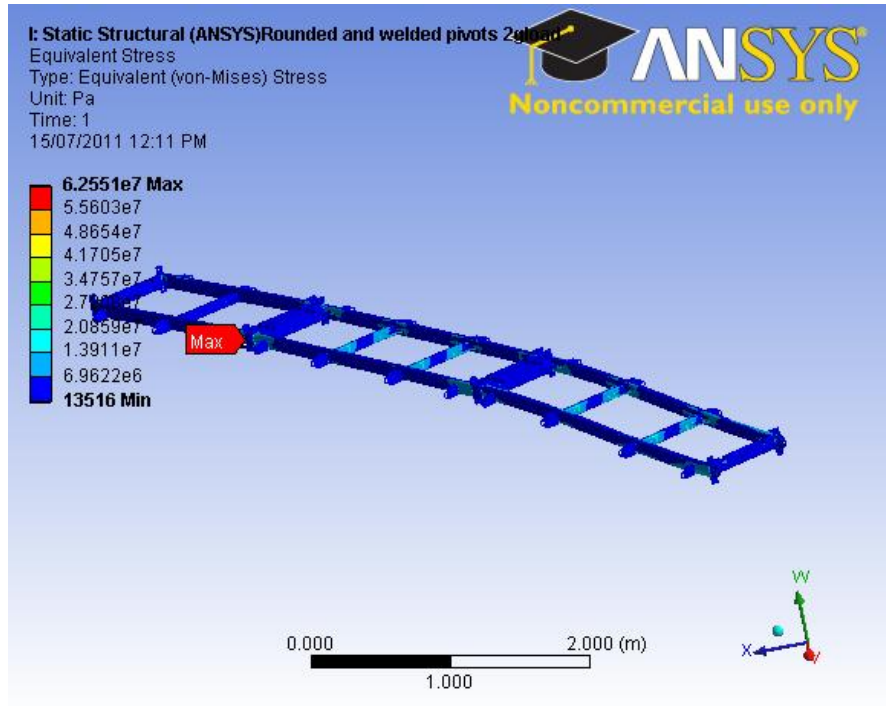 I: Static Structural (ANSYS)Rounded and welded pivots 2gload
Equivalent Stress
Type: Equivalent (von-Mises) Stress
Unit: Pa
Time: 1
15/07/2011 12:11 PM
ANSYS
Noncommercial use only
6.2551e7 Max
5.5603e7
4.8654e7
4.1705e7
3.4757e7
2.0859e7
1.3911e7
6.9622e6
13516 Min
Max
0.000
2.000 (m)
1.000
X